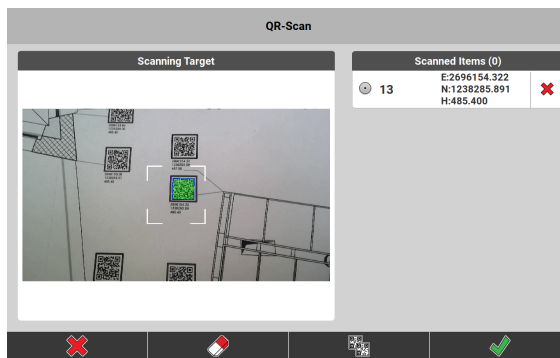 QR-Scan
Scanning Target
Scanned Items (0)
13
E:2696154.322
N:1238285.891
H:485.400